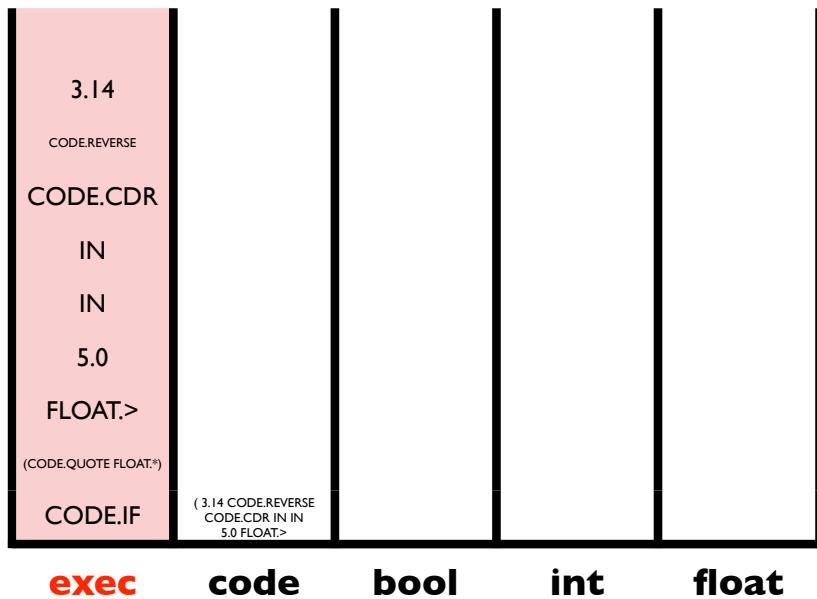 3.14
CODE.REVERSE
CODE.CDR
IN
IN
5.0
FLOAT.>
(CODE.QUOTE FLOAT.*)
CODE.IF
( 3.14 CODE.REVERSE
CODE.CDR IN IN
5.0 FLOAT.>
exec code bool int float